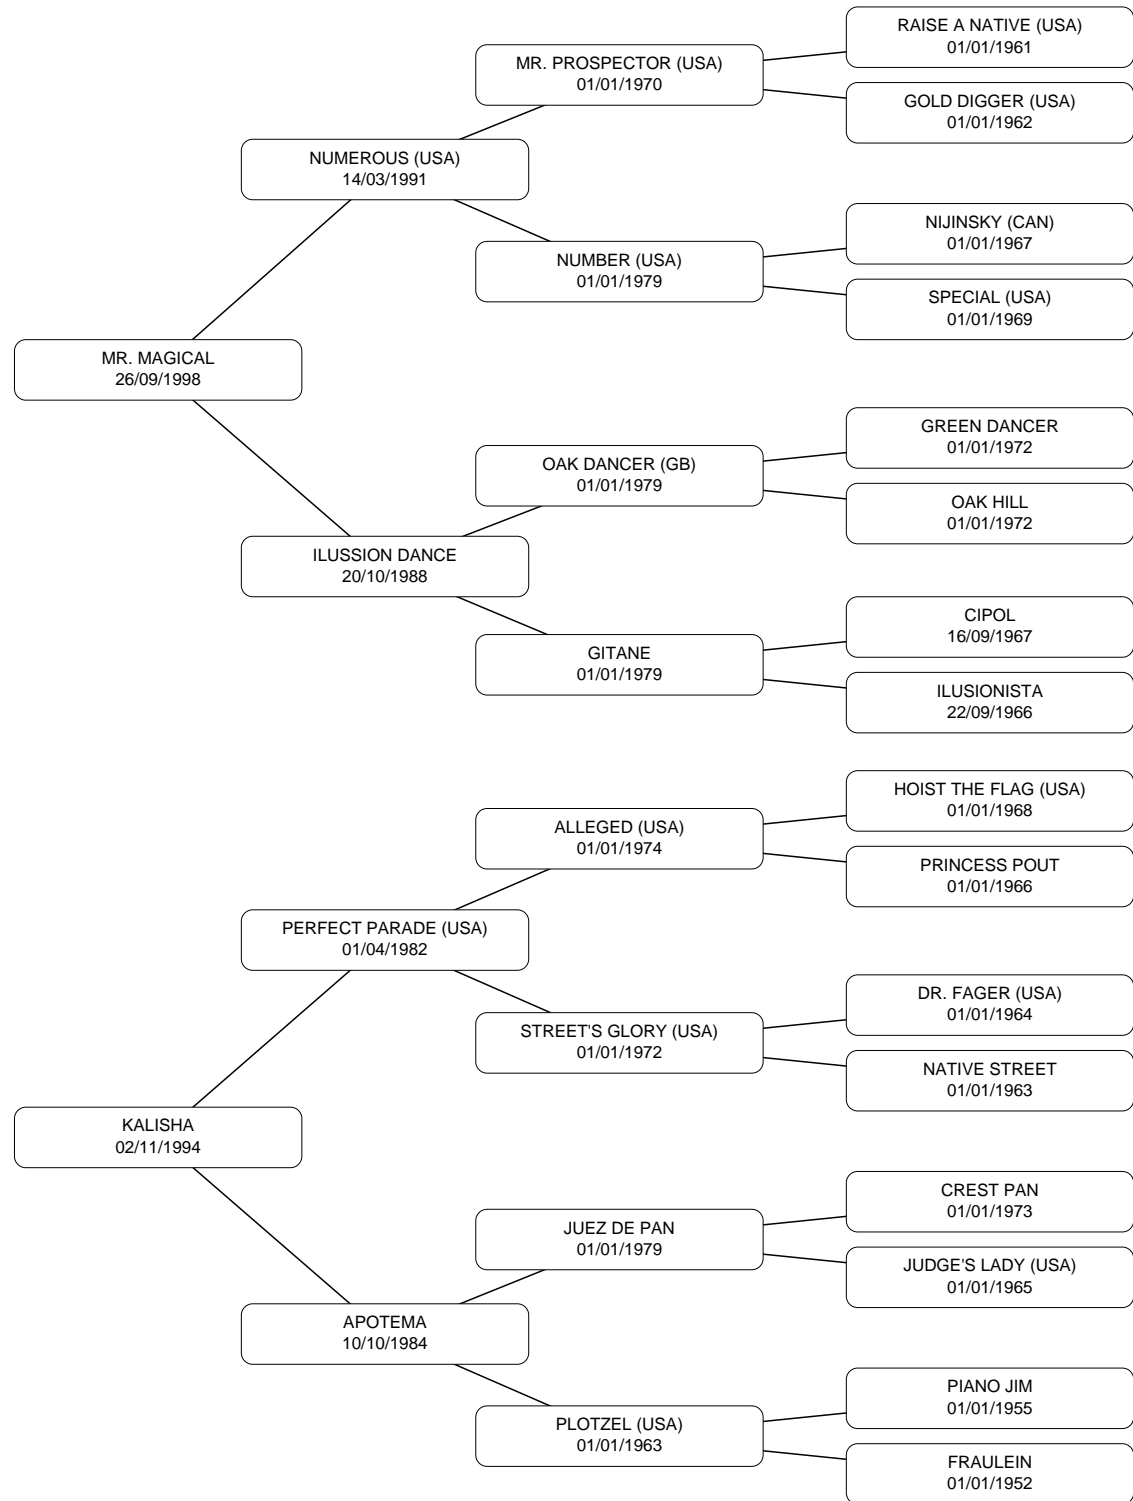 RAISE A NATIVE (USA)
01/01/1961
MR. PROSPECTOR (USA)
01/01/1970
GOLD DIGGER (USA)
01/01/1962
NUMEROUS (USA)
14/03/1991
NIJINSKY (CAN)
01/01/1967
NUMBER (USA)
01/01/1979
SPECIAL (USA)
01/01/1969
MR. MAGICAL
26/09/1998
GREEN DANCER
01/01/1972
OAK DANCER (GB)
01/01/1979
OAK HILL
01/01/1972
ILUSSION DANCE
20/10/1988
CIPOL
16/09/1967
GITANE
01/01/1979
ILUSIONISTA
22/09/1966
HOIST THE FLAG (USA)
01/01/1968
ALLEGED (USA)
01/01/1974
PRINCESS POUT
01/01/1966
PERFECT PARADE (USA)
01/04/1982
DR. FAGER (USA)
01/01/1964
STREET'S GLORY (USA)
01/01/1972
NATIVE STREET
01/01/1963
KALISHA
02/11/1994
CREST PAN
01/01/1973
JUEZ DE PAN
01/01/1979
JUDGE'S LADY (USA)
01/01/1965
APOTEMA
10/10/1984
PIANO JIM
01/01/1955
PLOTZEL (USA)
01/01/1963
FRAULEIN
01/01/1952